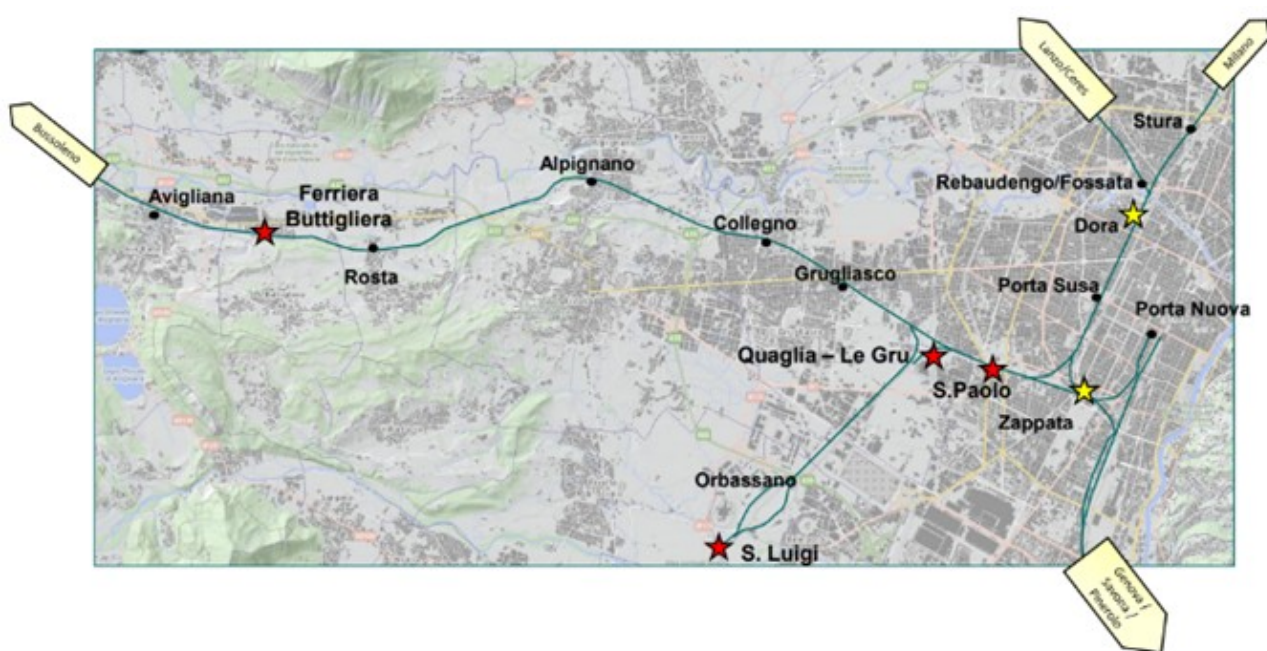 Lanzo/Ceres
Milano
Bussoleno
Stura
Alpignano
Rebaudengo/Fossata
Avigliana
Ferriera
Buttigliera
Dora
Collegno
Rosta
Grugliasco
Porta Susa
Porta Nuova
Quaglia – Le Gru
S.Paolo
Zappata
Orbassano
S. Luigi
Genova /
Savona /
Pinerolo